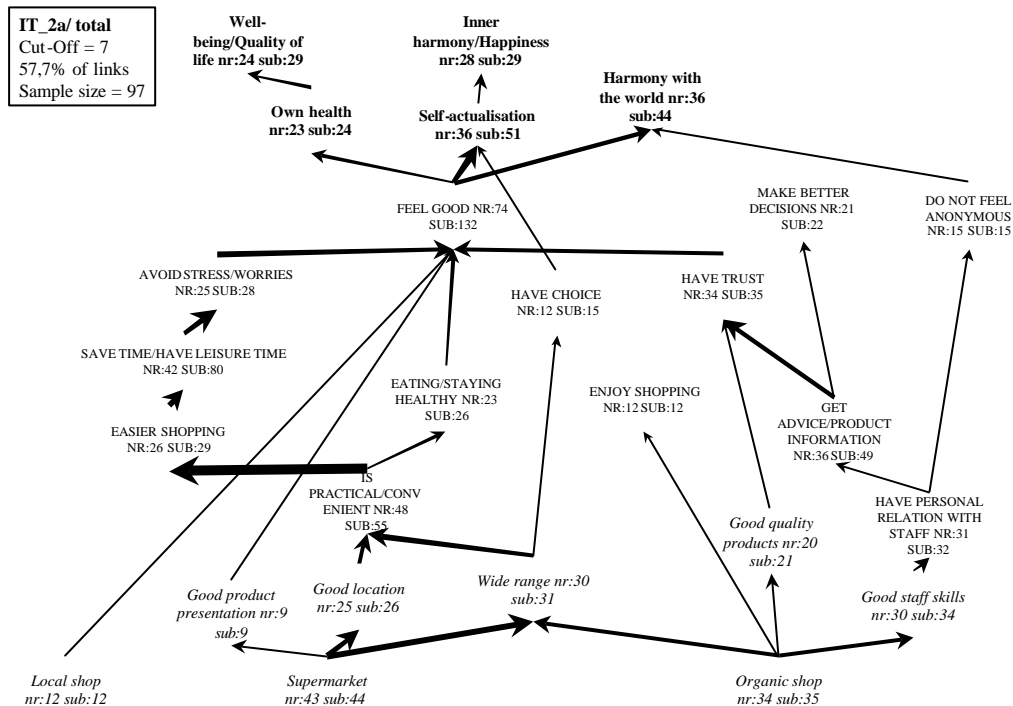 IT_2a/ total
Cut-Off = 7
57,7% of links
Sample size = 97
Well-
being/Quality of
life nr:24 sub:29
Inner
harmony/Happiness
nr:28 sub:29
Harmony with
the world nr:36
sub:44
Own health
nr:23 sub:24
Self-actualisation
nr:36 sub:51
FEEL GOOD NR:74
SUB:132
MAKE BETTER
DECISIONS NR:21
SUB:22
DO NOT FEEL
ANONYMOUS
NR:15 SUB:15
AVOID STRESS/WORRIES
NR:25 SUB:28
HAVE CHOICE
NR:12 SUB:15
HAVE TRUST
NR:34 SUB:35
SAVE TIME/HAVE LEISURE TIME
NR:42 SUB:80
EATING/STAYING
HEALTHY NR:23
SUB:26
ENJOY SHOPPING
NR:12 SUB:12
GET
ADVICE/PRODUCT
INFORMATION
NR:36 SUB:49
EASIER SHOPPING
NR:26 SUB:29
IS
PRACTICAL/CONV
ENIENT NR:48
SUB:55
HAVE PERSONAL
RELATION WITH
STAFF NR:31
SUB:32
Good quality
products nr:20
sub:21
Good product
presentation nr:9
sub:9
Good location
nr:25 sub:26
Wide range nr:30
sub:31
Good staff skills
nr:30 sub:34
Local shop
nr:12 sub:12
Supermarket
nr:43 sub:44
Organic shop
nr:34 sub:35